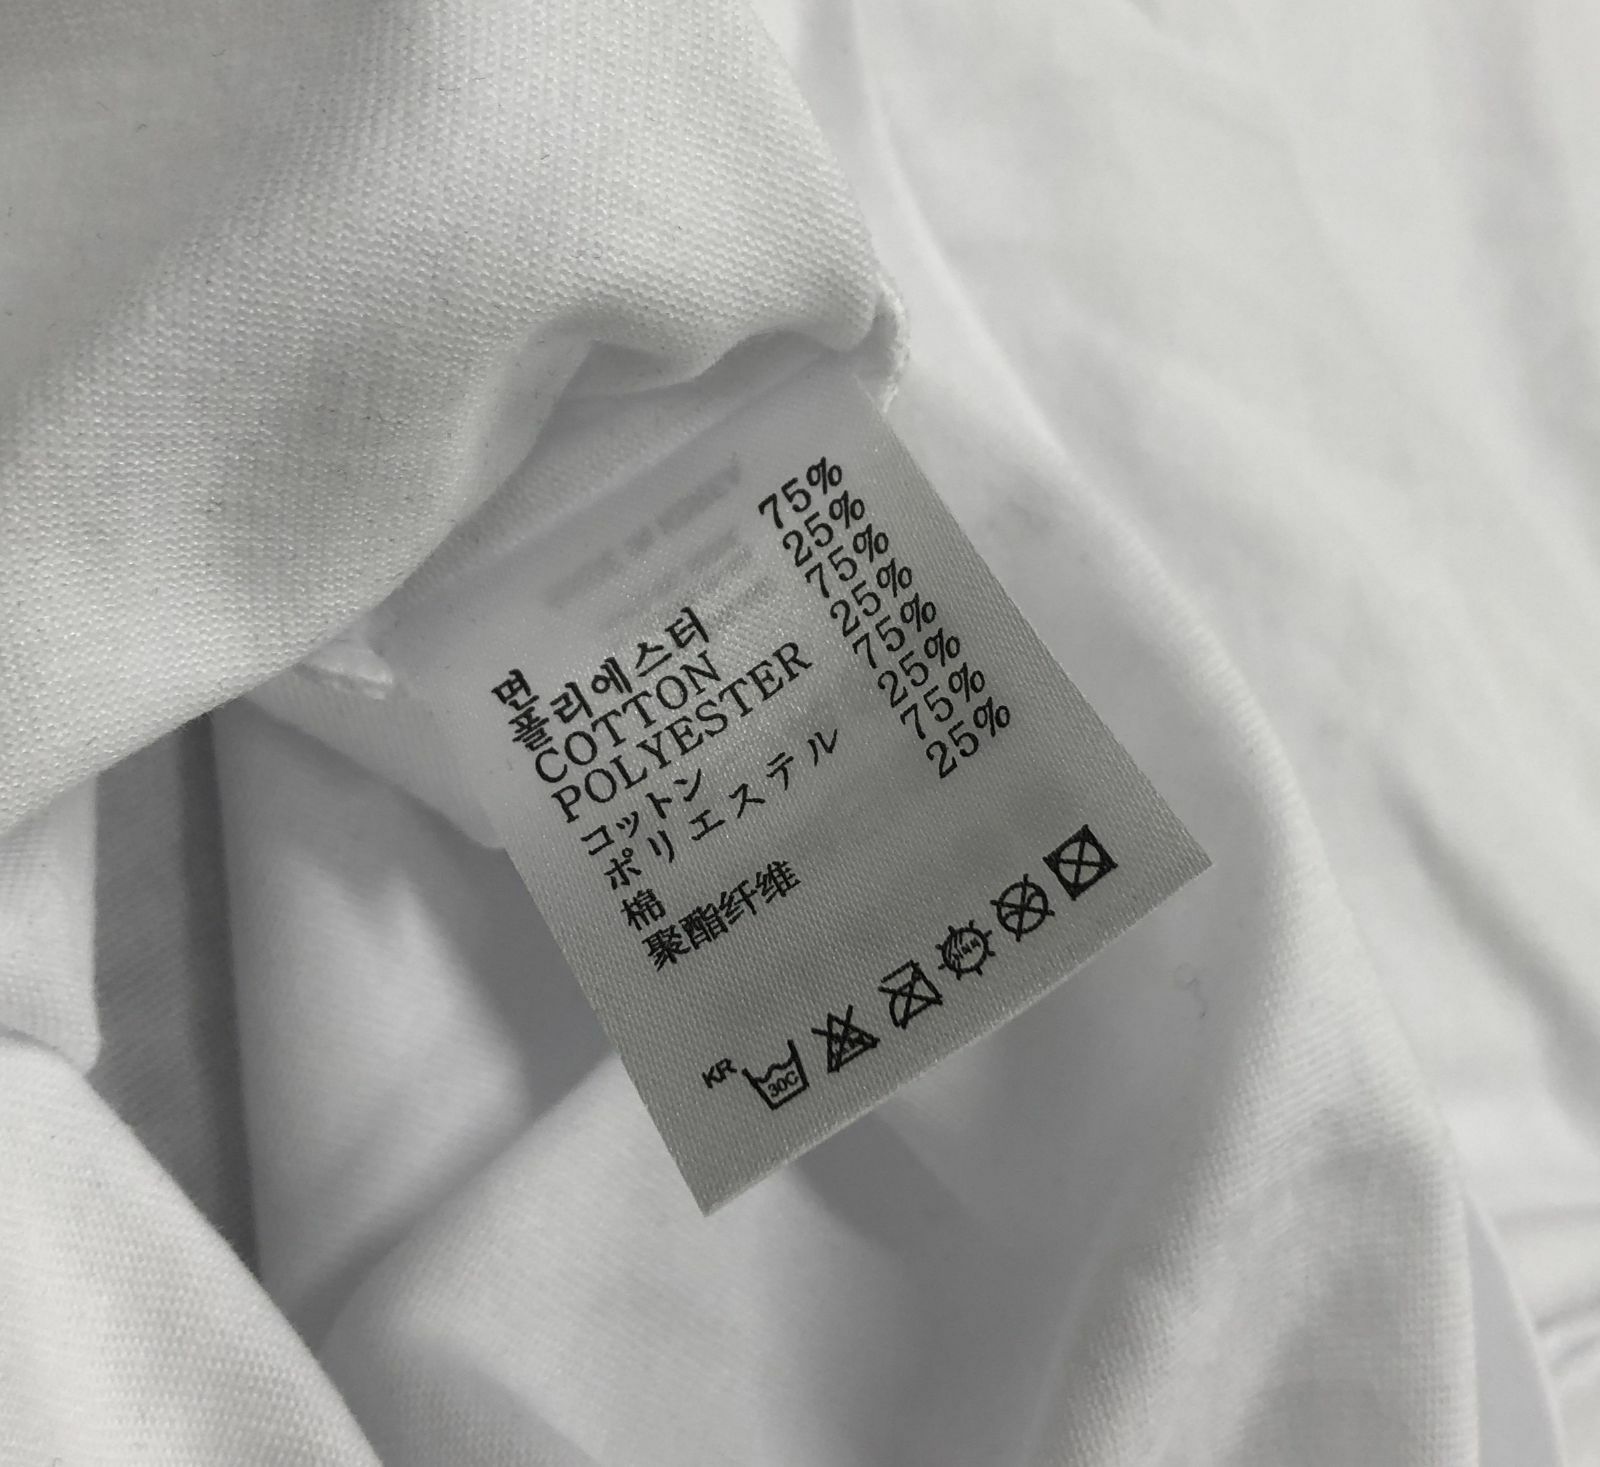 면 75%
폴리에스터 25%
COTTON 75%
POLYESTER 25%
コットン 75%
ポリエステル 25%
棉 75%
聚酯纤维 25%
KR 30C